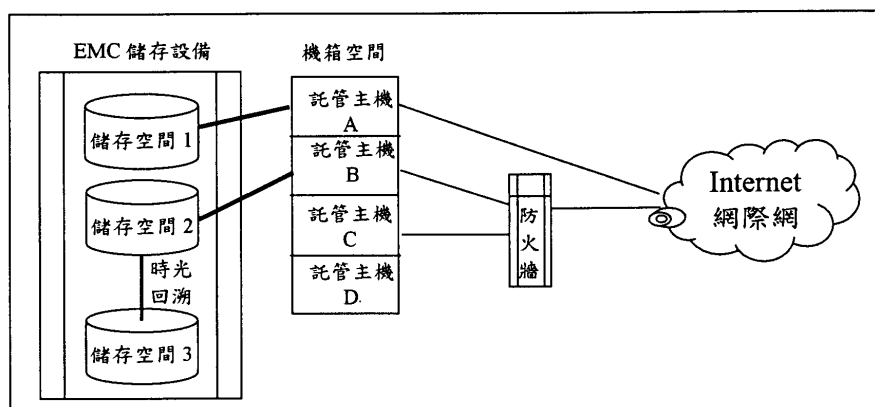 EMC 儲存設備
儲存空間 1
儲存空間 2
時光
回溯
儲存空間 3
機箱空間
託管主機
A
託管主機
B
託管主機
C
託管主機
D.
防
火
牆
Internet
網際網